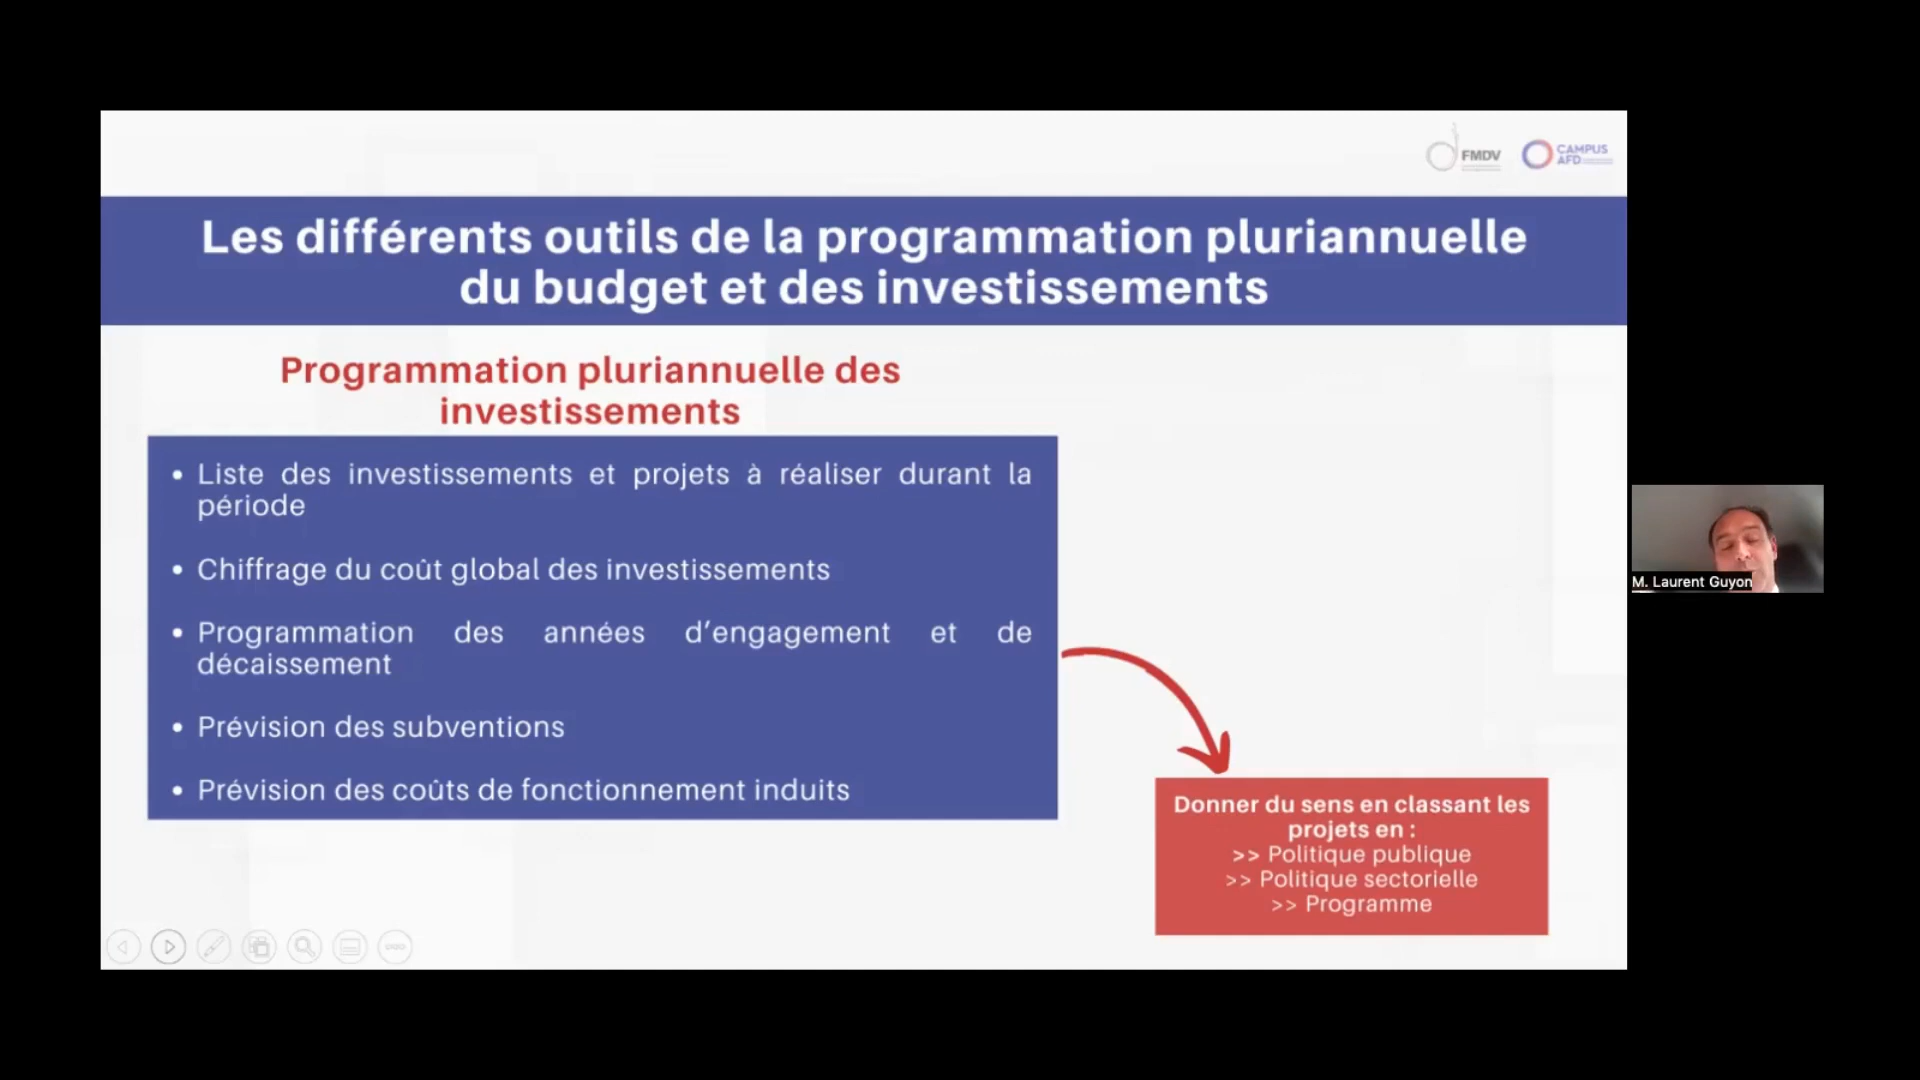 FMDV
CAMPUS
AFD
Les différents outils de la programmation pluriannuelle
du budget et des investissements
Programmation pluriannuelle des
investissements
• Liste des investissements et projets à réaliser durant la
période
• Chiffrage du coût global des investissements
• Programmation des années d’engagement et de
décaissement
• Prévision des subventions
• Prévision des coûts de fonctionnement induits
Donner du sens en classant les
projets en :
>> Politique publique
>> Politique sectorielle
>> Programme
M. Laurent Guyon